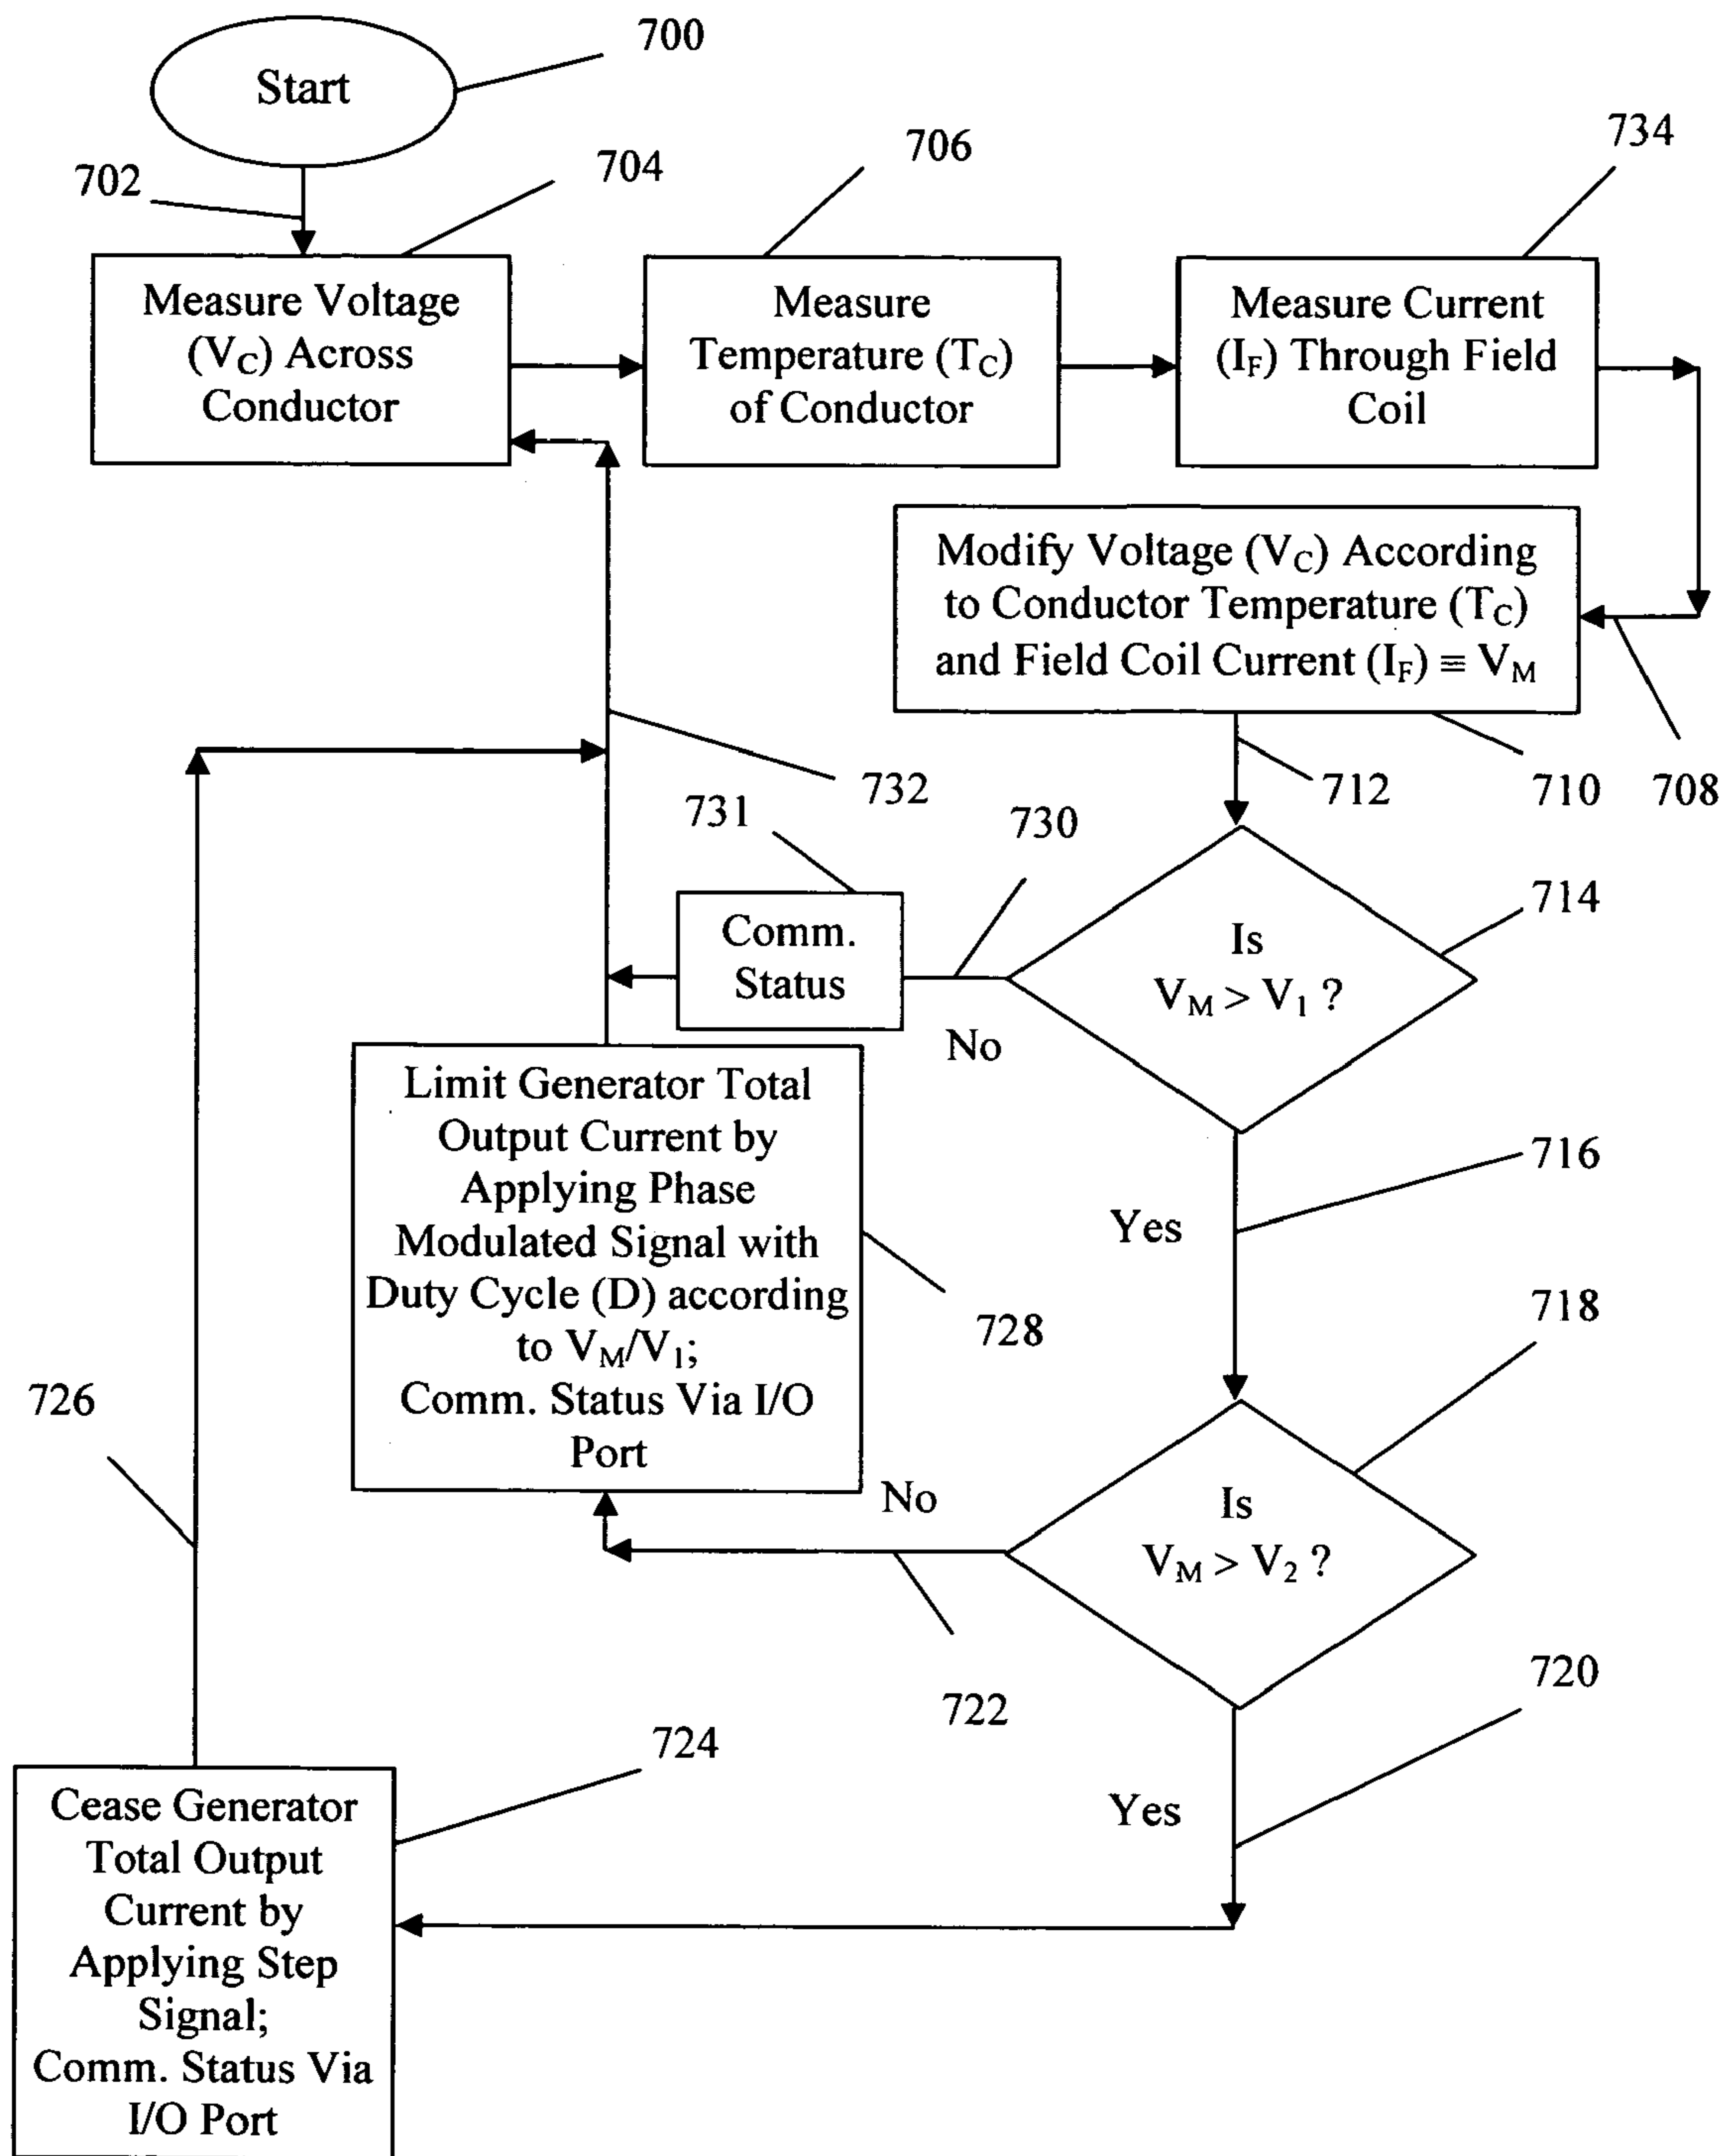 700
Start
734
706
702
704
Measure Voltage
(V_C) Across
Conductor
Measure
Temperature (T_C)
of Conductor
Measure Current
(I_F) Through Field
Coil
Modify Voltage (V_C) According
to Conductor Temperature (T_C)
and Field Coil Current (I_F) ≡ V_M
732
712
710
708
731
730
Comm.
Status
714
Is
V_M > V_1 ?
No
Limit Generator Total
Output Current by
Applying Phase
Modulated Signal with
Duty Cycle (D) according
to V_M/V_1;
Comm. Status Via I/O
Port
716
Yes
728
718
726
No
Is
V_M > V_2 ?
722
720
724
Yes
Cease Generator
Total Output
Current by
Applying Step
Signal;
Comm. Status Via
I/O Port